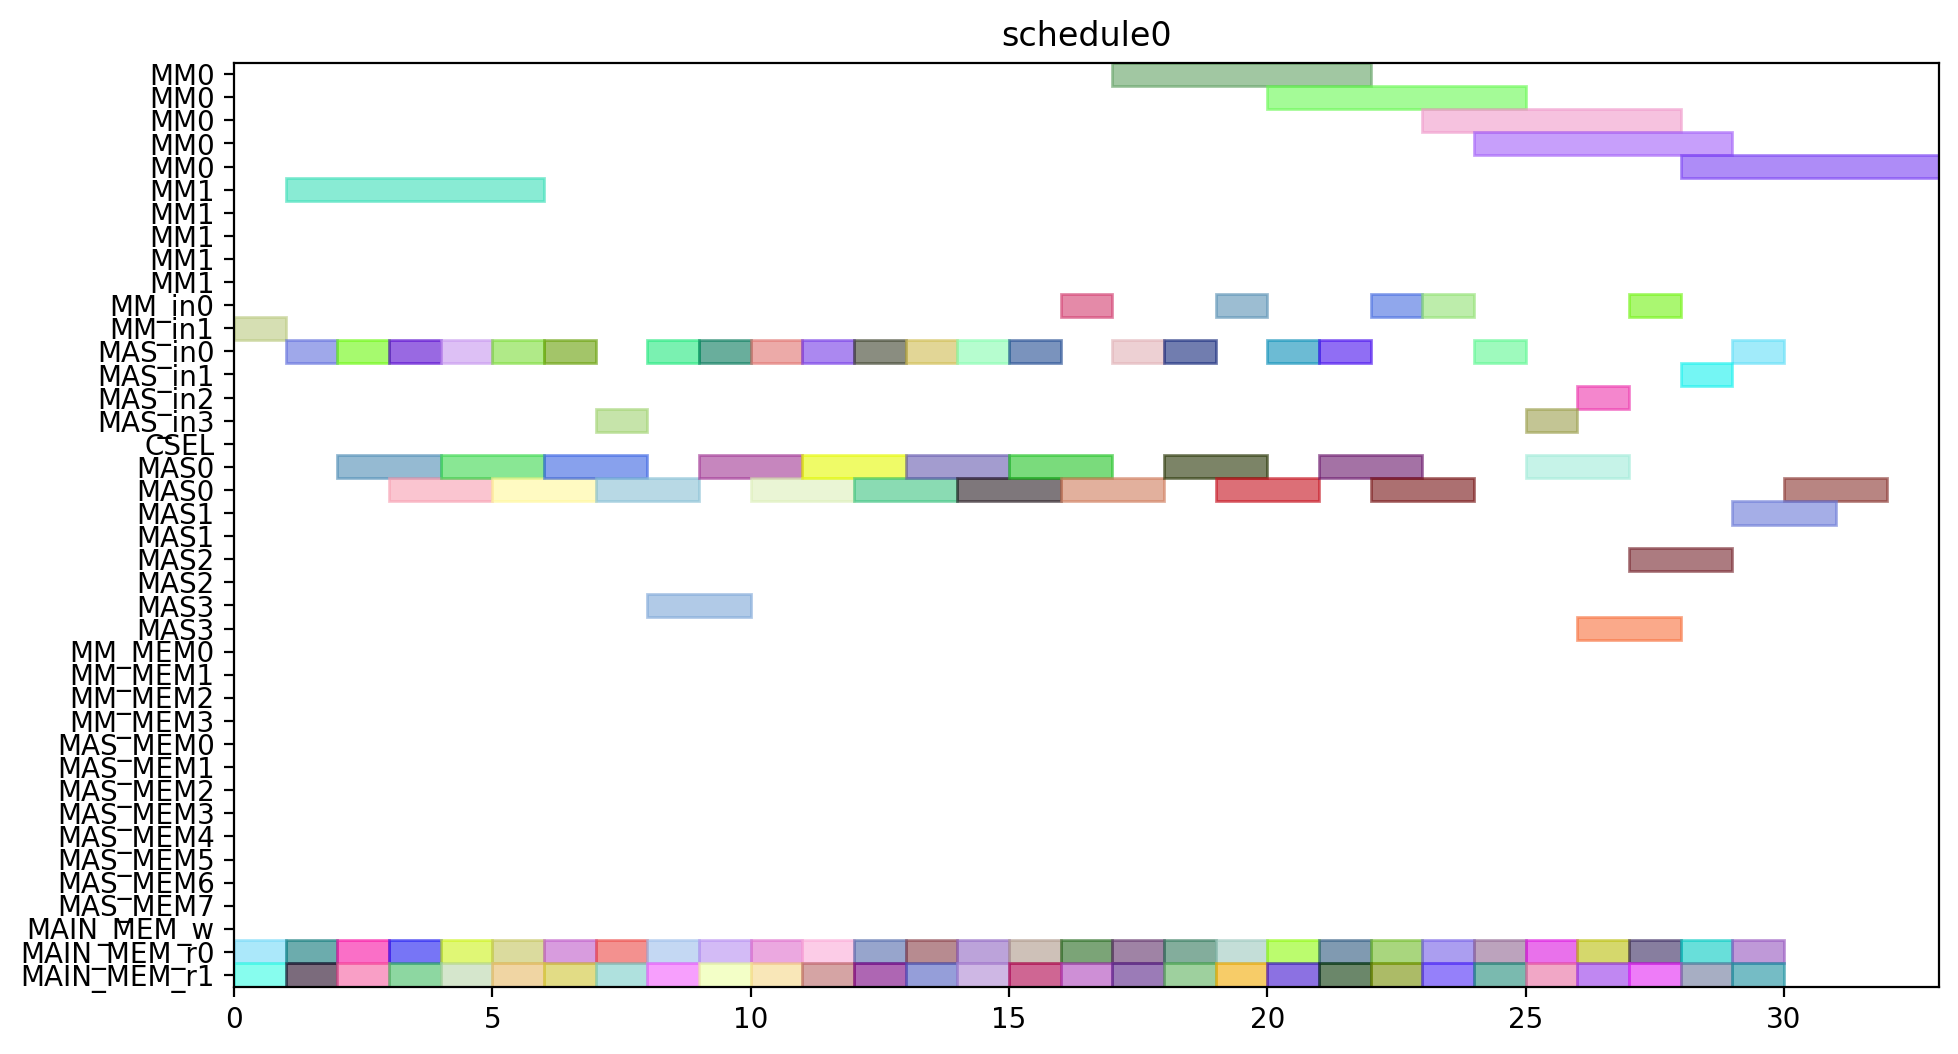 schedule0
MM0
MM0
MM0
MM0
MM0
MM1
MM1
MM1
MM1
MM1
MM_in0
MM_in1
MAS_in0
MAS_in1
MAS_in2
MAS_in3
CSEL
MAS0
MAS0
MAS1
MAS1
MAS2
MAS2
MAS3
MAS3
MM_MEM0
MM_MEM1
MM_MEM2
MM_MEM3
MAS_MEM0
MAS_MEM1
MAS_MEM2
MAS_MEM3
MAS_MEM4
MAS_MEM5
MAS_MEM6
MAS_MEM7
MAIN_MEM_w
MAIN_MEM_r0
MAIN_MEM_r1
0 5 10 15 20 25 30